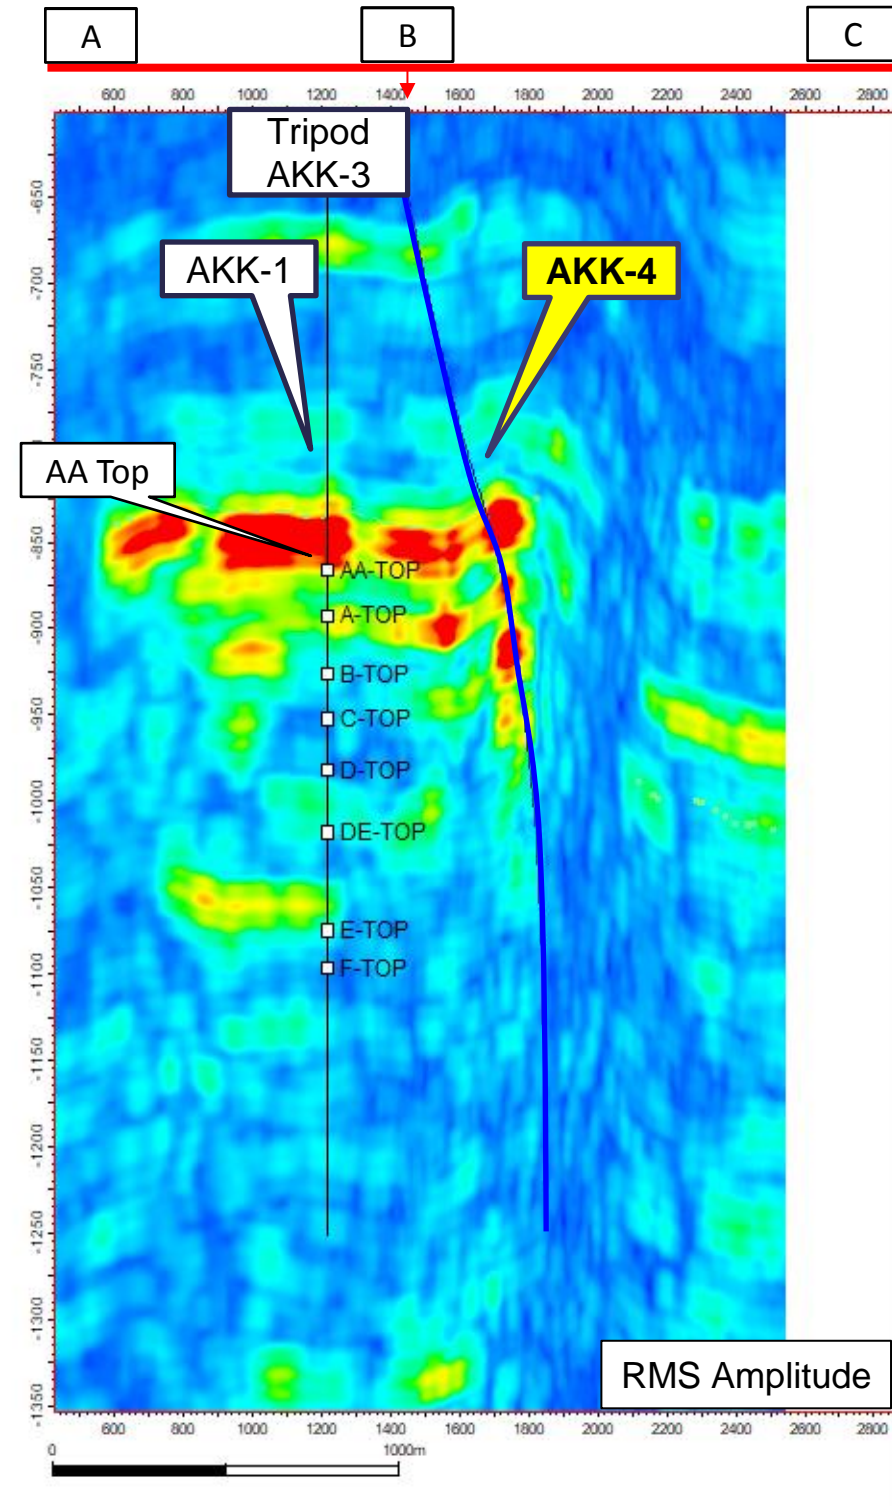 A B C
600 800 1000 1200 1400 1600 1800 2000 2200 2400 2600 2800
Tripod
AKK-3
AKK-1
AKK-4
AA Top
-650
-700
-750
-850
-900
-950
-1000
-1050
-1100
-1150
-1200
-1250
-1300
-1350
AA-TOP
A-TOP
B-TOP
C-TOP
D-TOP
DE-TOP
E-TOP
F-TOP
RMS Amplitude
600 800 1000 1200 1400 1600 1800 2000 2200 2400 2600 2800
0 1000m